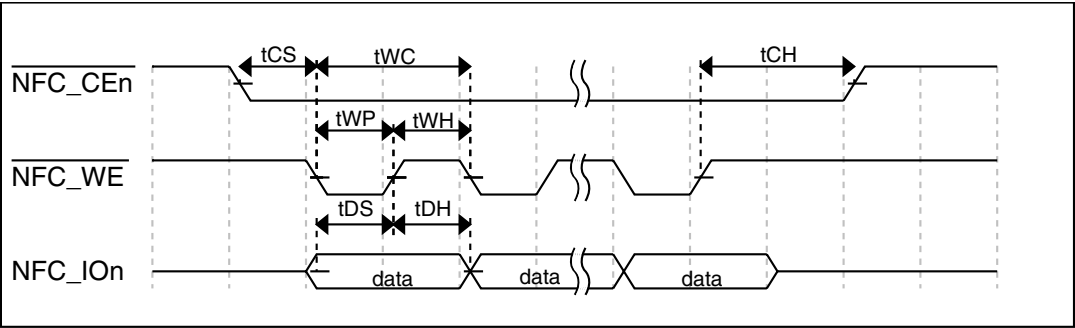 tCS tWC tCH
NFC_CEn
tWP tWH
NFC_WE
tDS tDH
NFC_IOn data data data